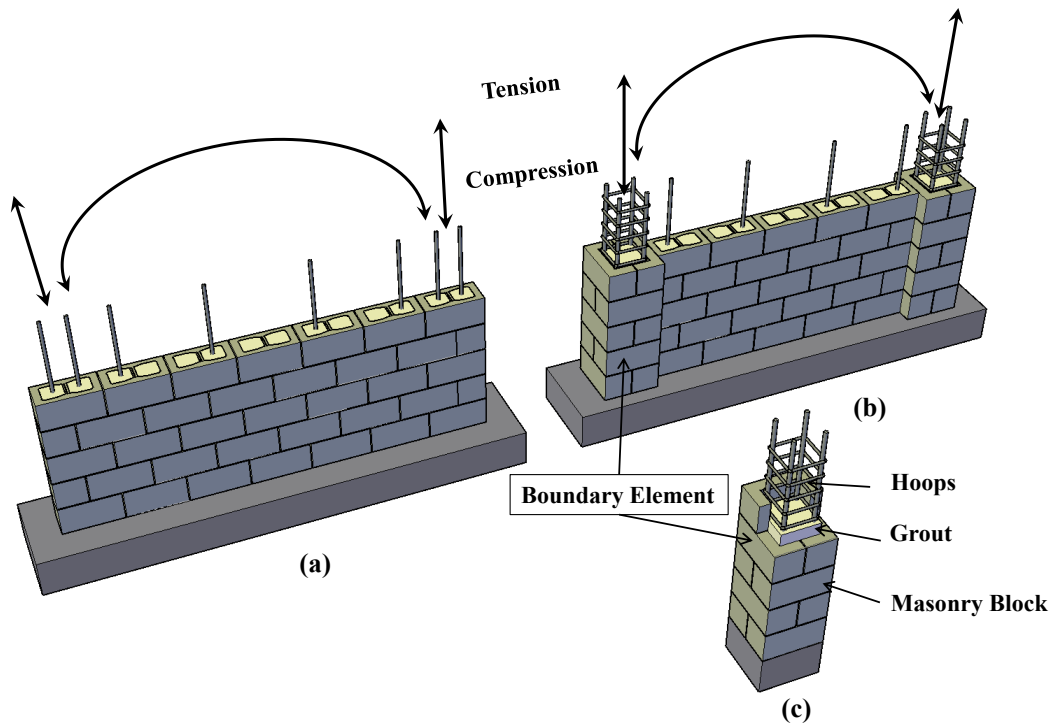 Tension
Compression
(a)
(b)
Boundary Element
Hoops
Grout
Masonry Block
(c)